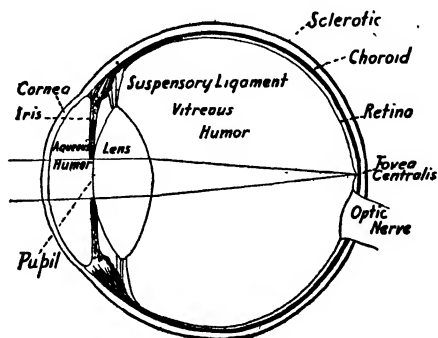 Sclerotic
Choroid
Suspensory Ligament
Vitreous
Humor
Cornea
Iris
Retina
Aqueous
Humor
Lens
Fovea
Centralis
Optic
Nerve
Pupil